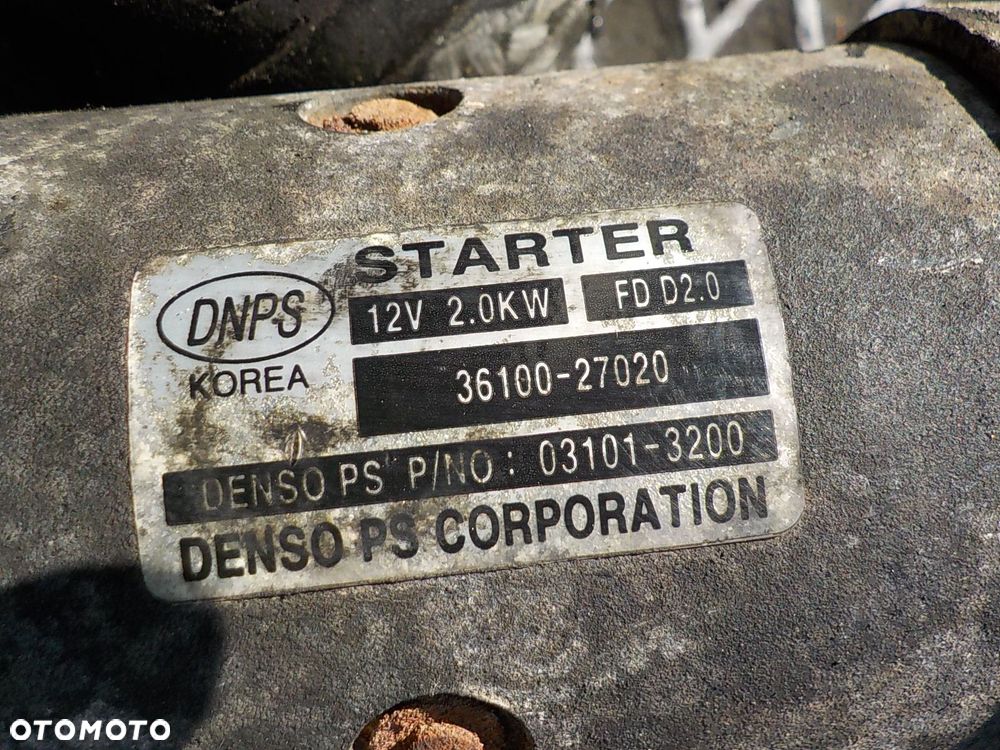 STARTER
DNPS
12V 2.0KW
FD D2.0
KOREA
36100-27020
DENSO PS P/NO: 03101-3200
DENSO PS CORPORATION
OTOMOTO